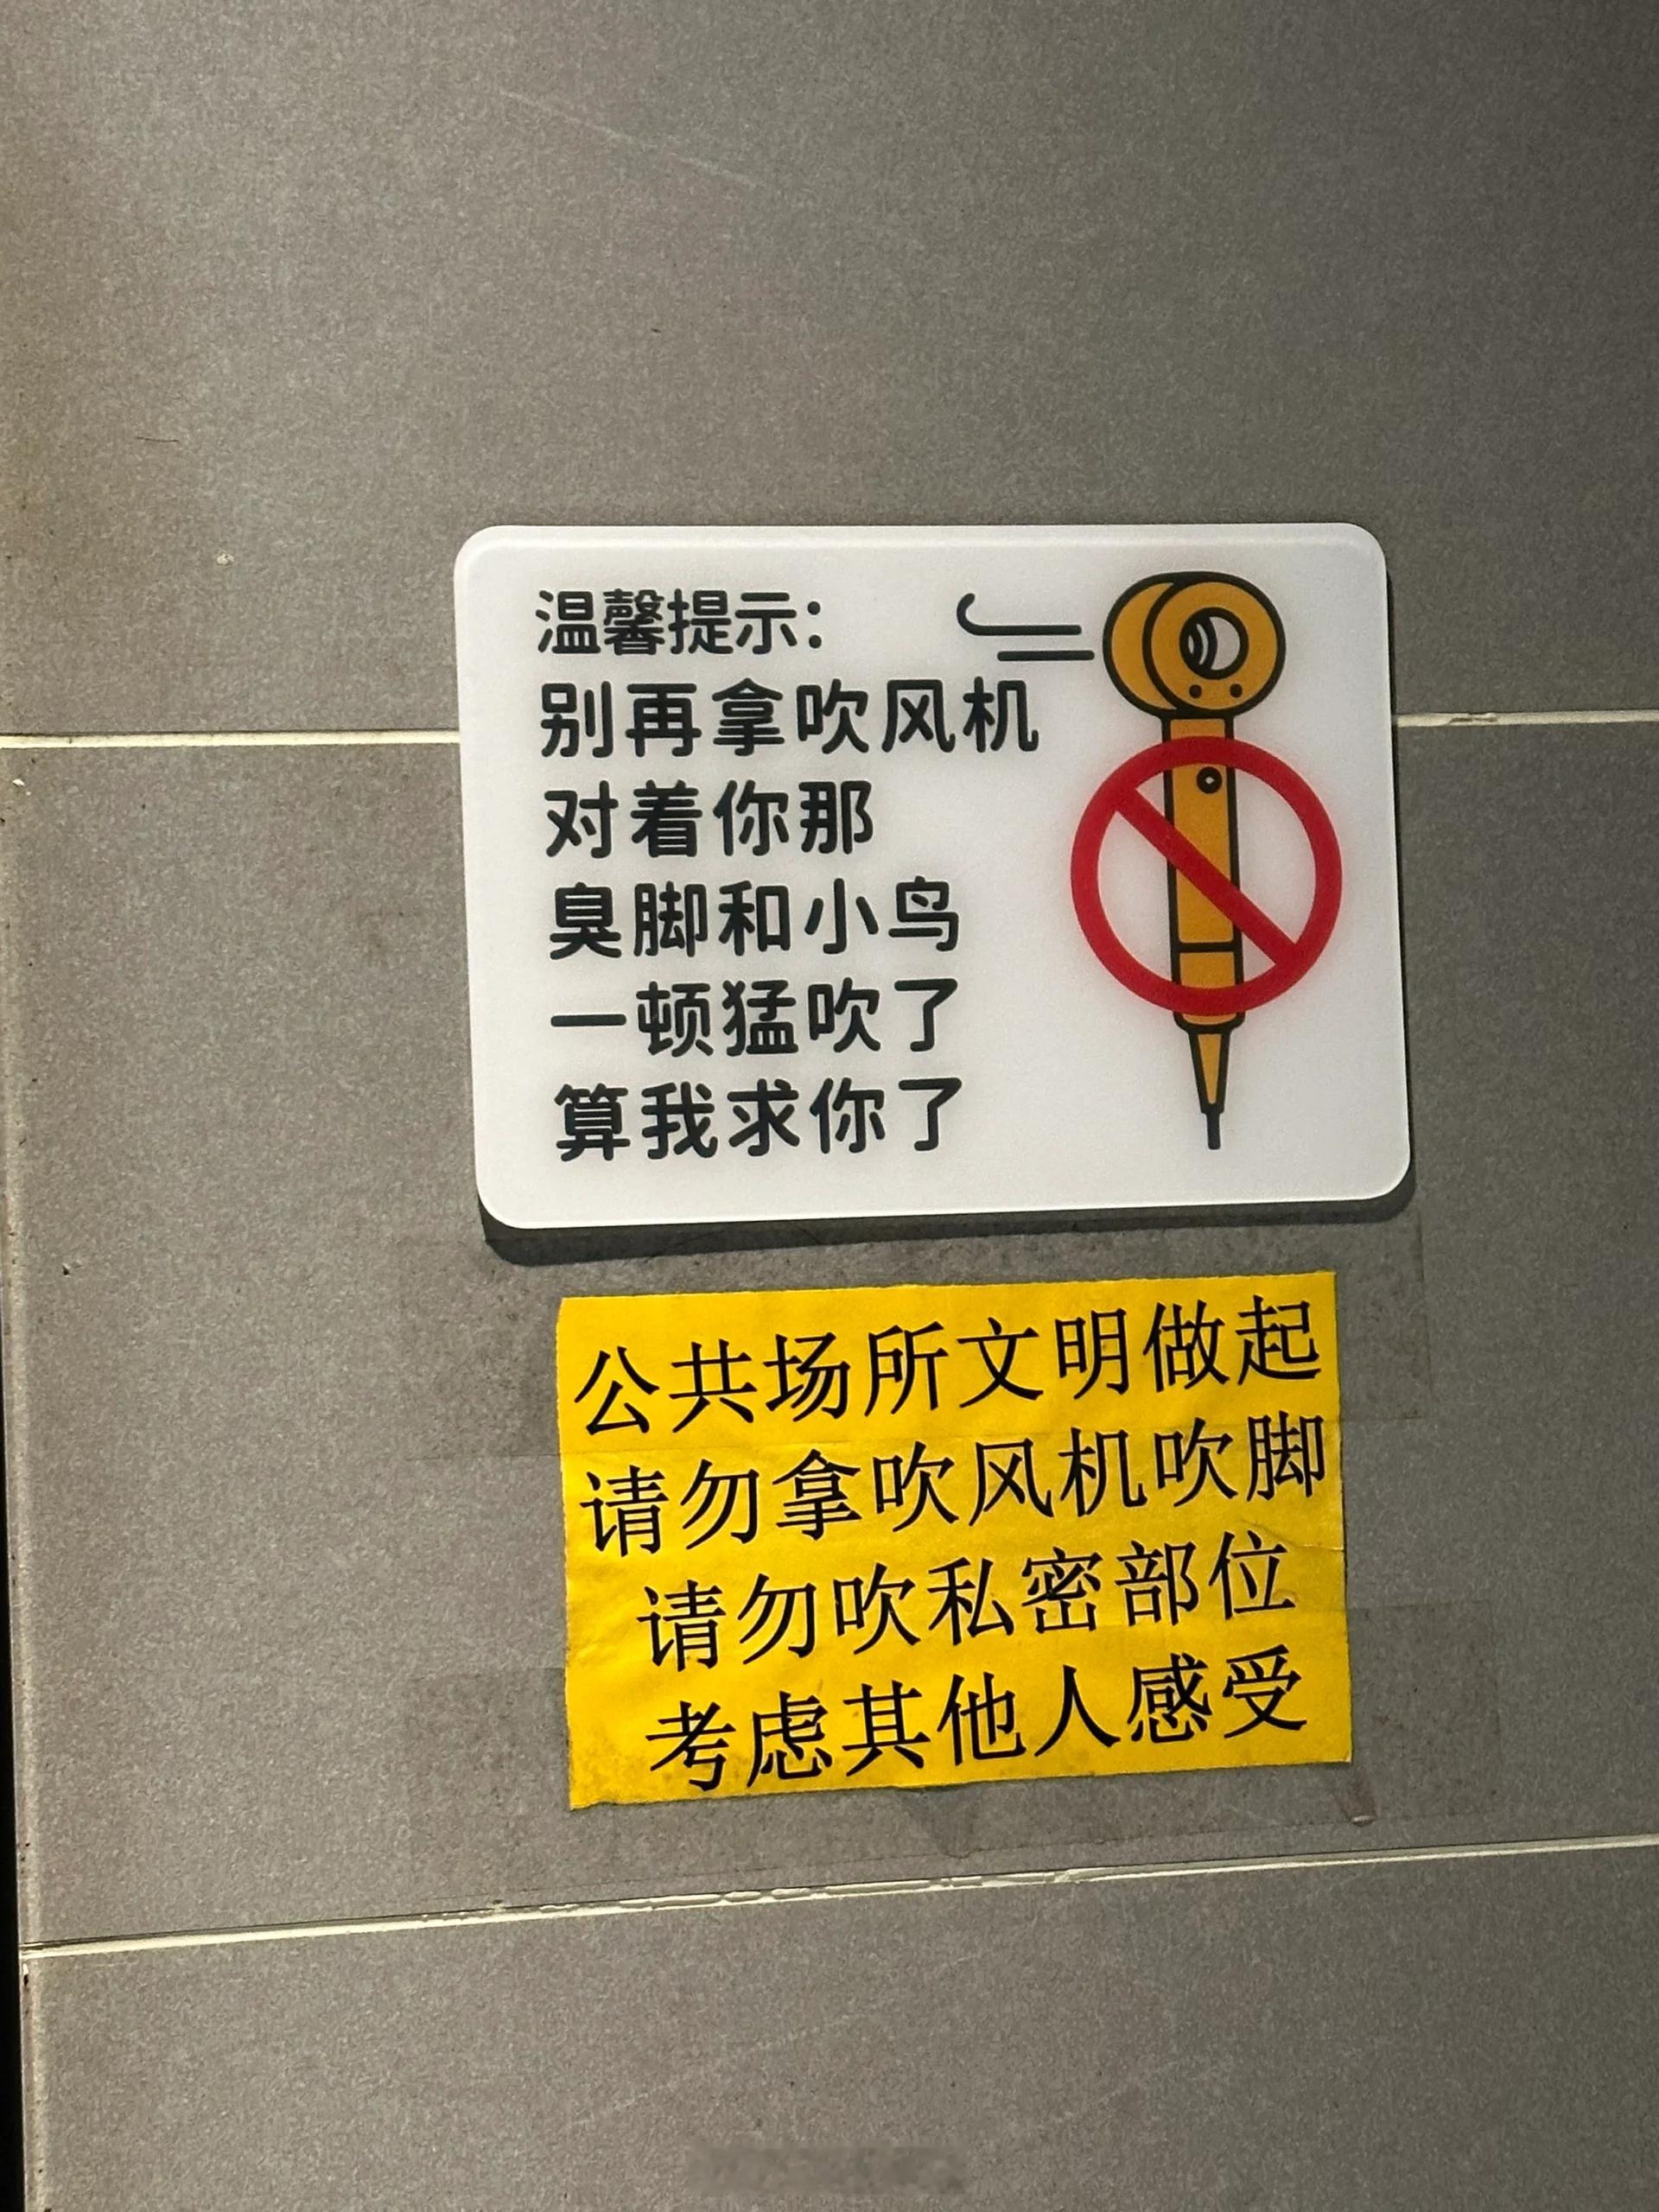 温馨提示:
别再拿吹风机
对着你那
臭脚和小鸟
一顿猛吹了
算我求你了
公共场所文明做起
请勿拿吹风机吹脚
请勿吹私密部位
考虑其他人感受